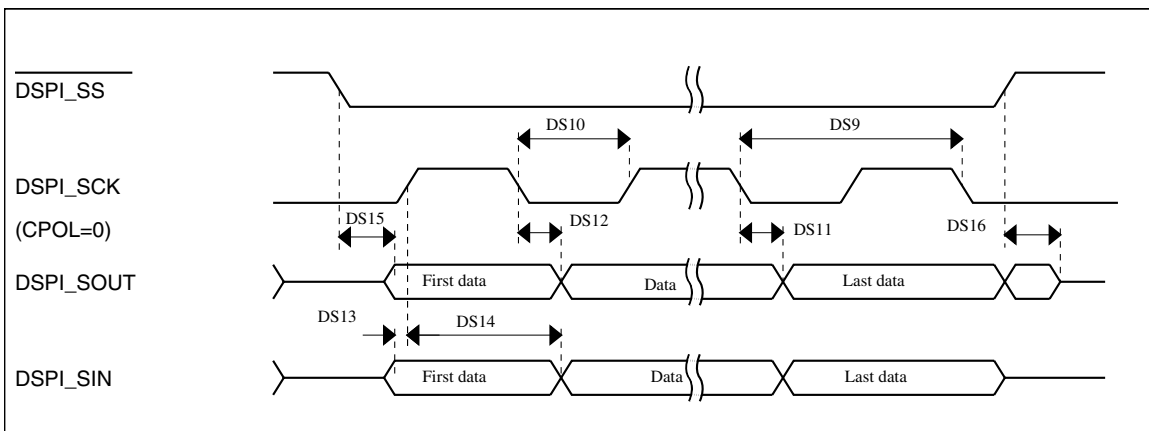 DSPI_SS
DS10
DS9
DSPI_SCK
(CPOL=0)
DS15
DS12
DS11
DS16
DSPI_SOUT
First data
Data
Last data
DS13
DS14
DSPI_SIN
First data
Data
Last data